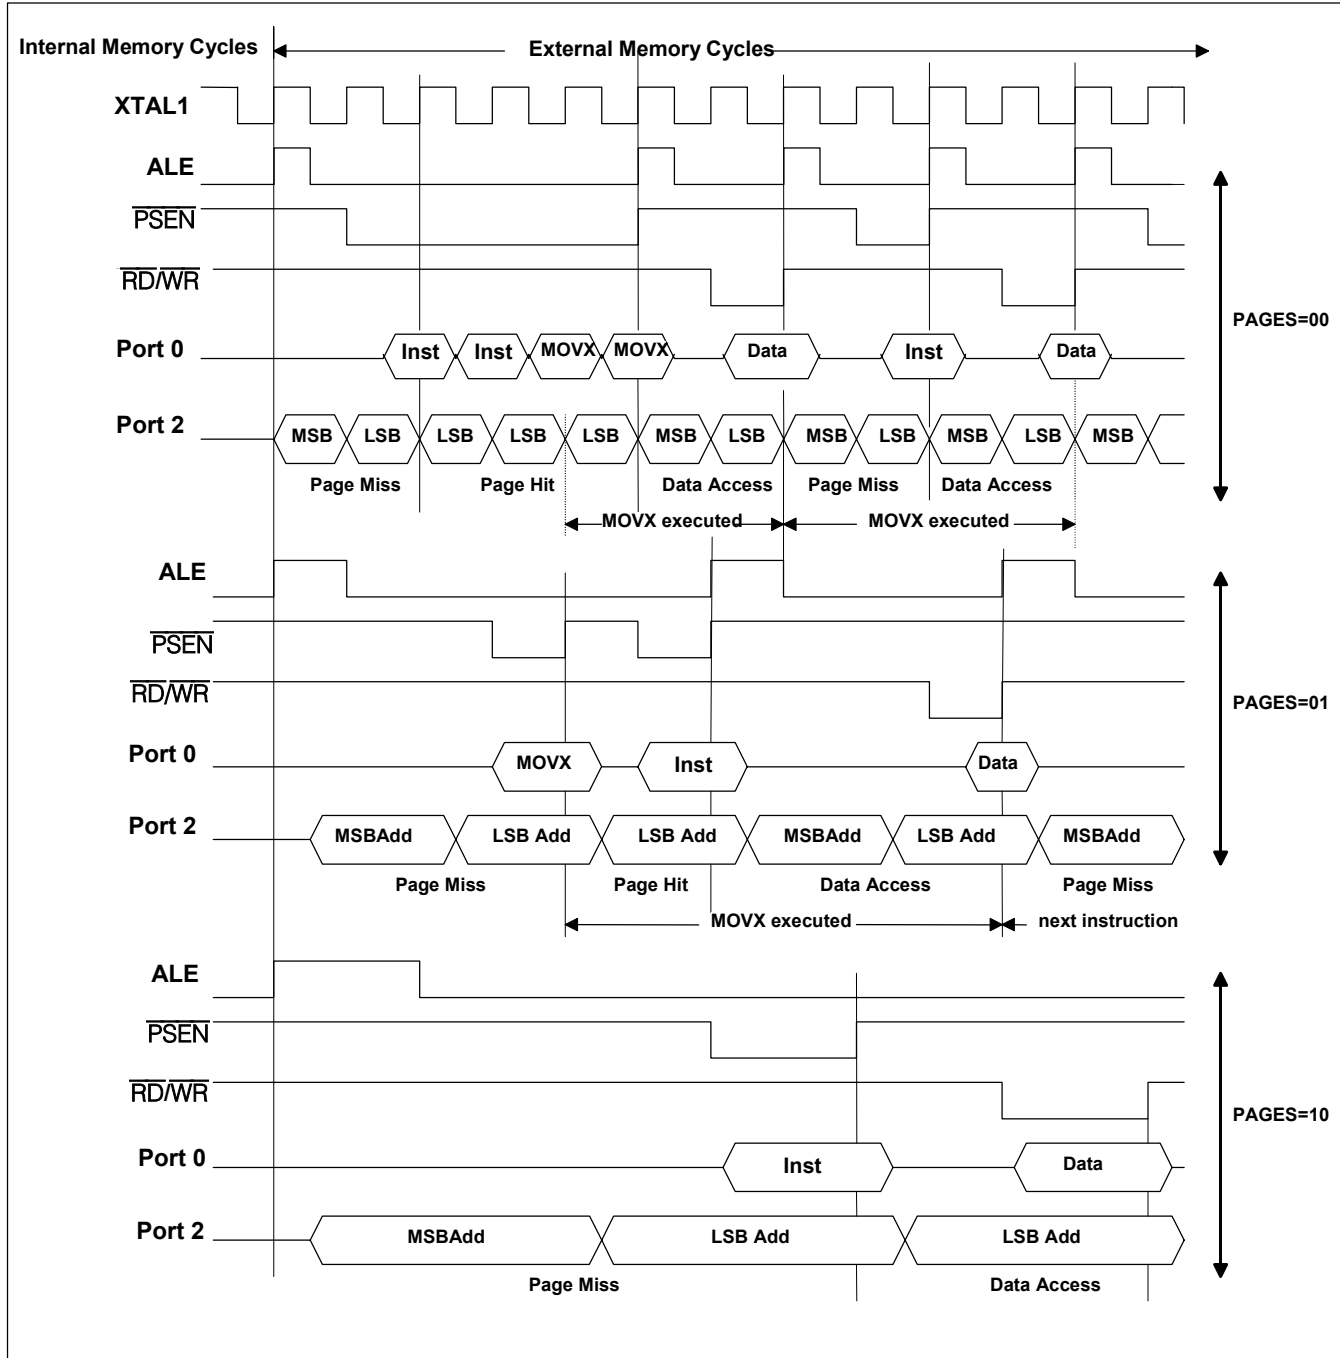 Internal Memory Cycles External Memory Cycles
XTAL1
ALE
PSEN
RD/WR
PAGES=00
Port 0 Inst Inst MOVX MOVX Data Inst Data
Port 2 MSB LSB LSB LSB LSB MSB LSB MSB LSB MSB LSB MSB
Page Miss Page Hit Data Access Page Miss Data Access
MOVX executed MOVX executed
ALE
PSEN
RD/WR
PAGES=01
Port 0 MOVX Inst Data
Port 2 MSBAdd LSB Add LSB Add MSBAdd LSB Add MSBAdd
Page Miss Page Hit Data Access Page Miss
MOVX executed next instruction
ALE
PSEN
RD/WR
PAGES=10
Port 0 Inst Data
Port 2 MSBAdd LSB Add LSB Add
Page Miss Data Access